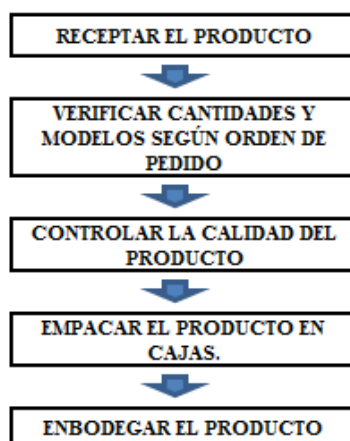 RECEPTAR EL PRODUCTO
VERIFICAR CANTIDADES Y
MODELOS SEGÚN ORDEN DE
PEDIDO
CONTROLAR LA CALIDAD DEL
PRODUCTO
EMPACAR EL PRODUCTO EN
CAJAS.
ENBODEGAR EL PRODUCTO